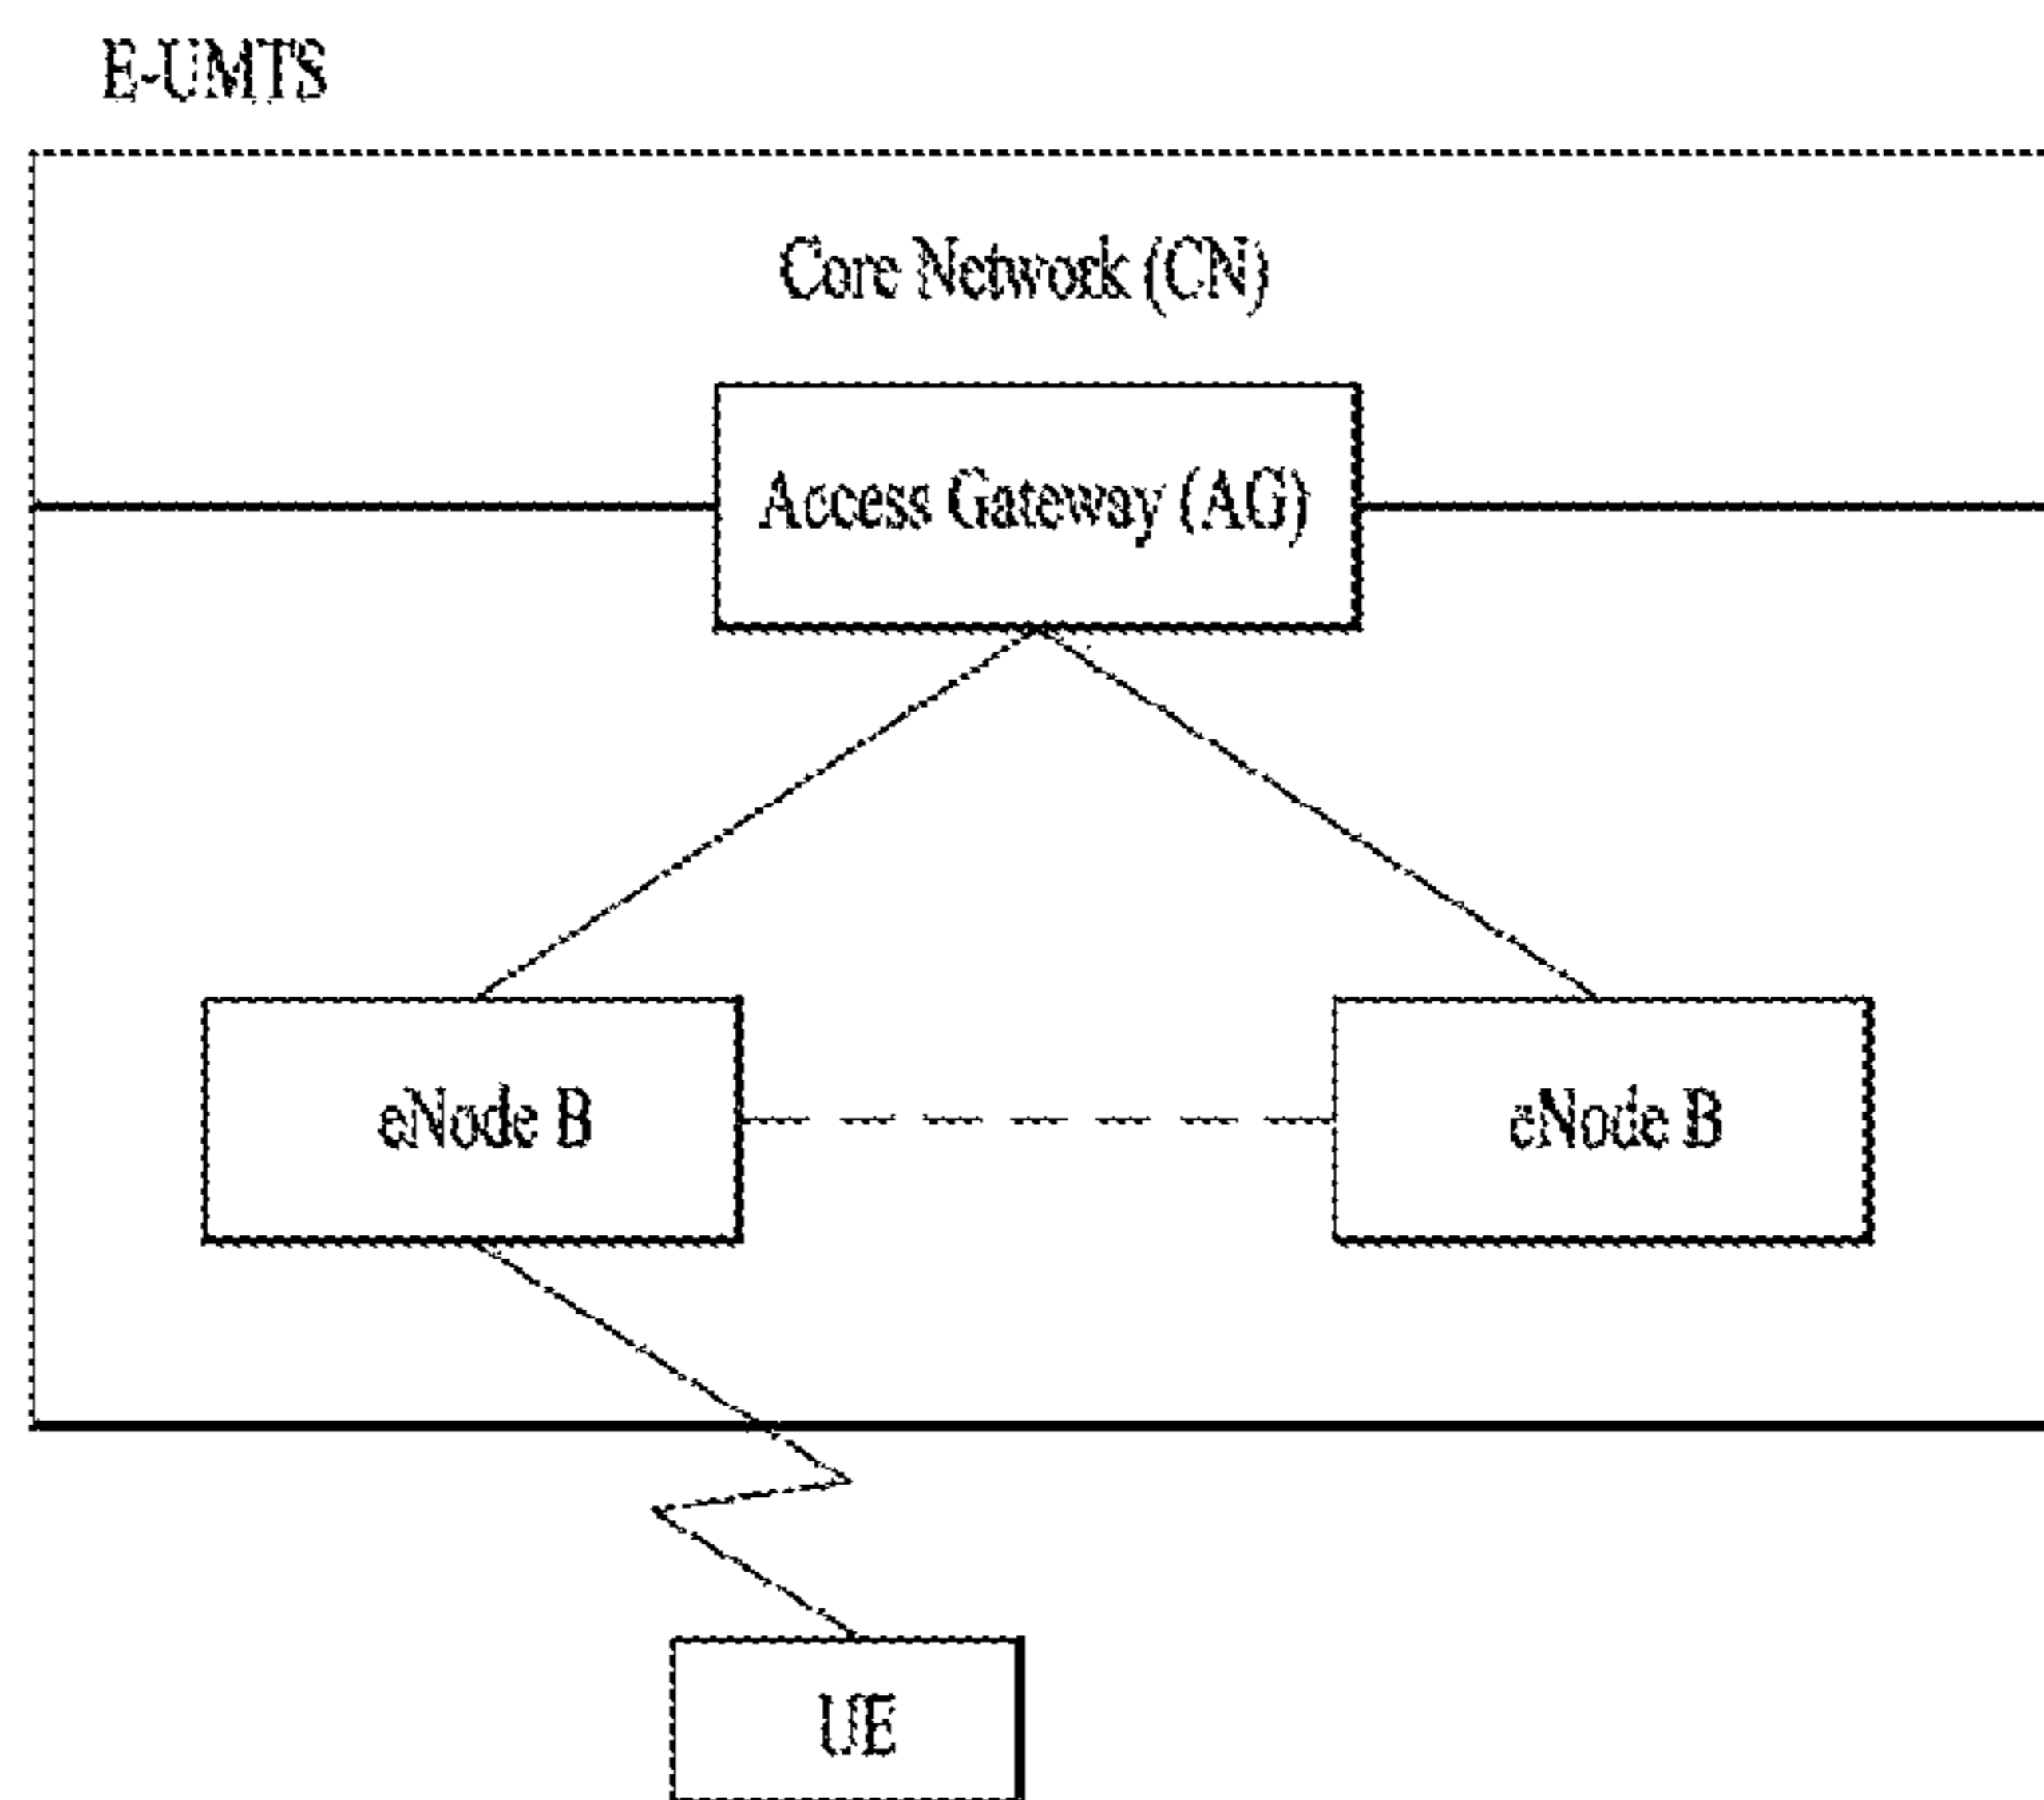 E-UMTS
Core Network (CN)
Access Gateway (AG)
eNode B
eNode B
UE